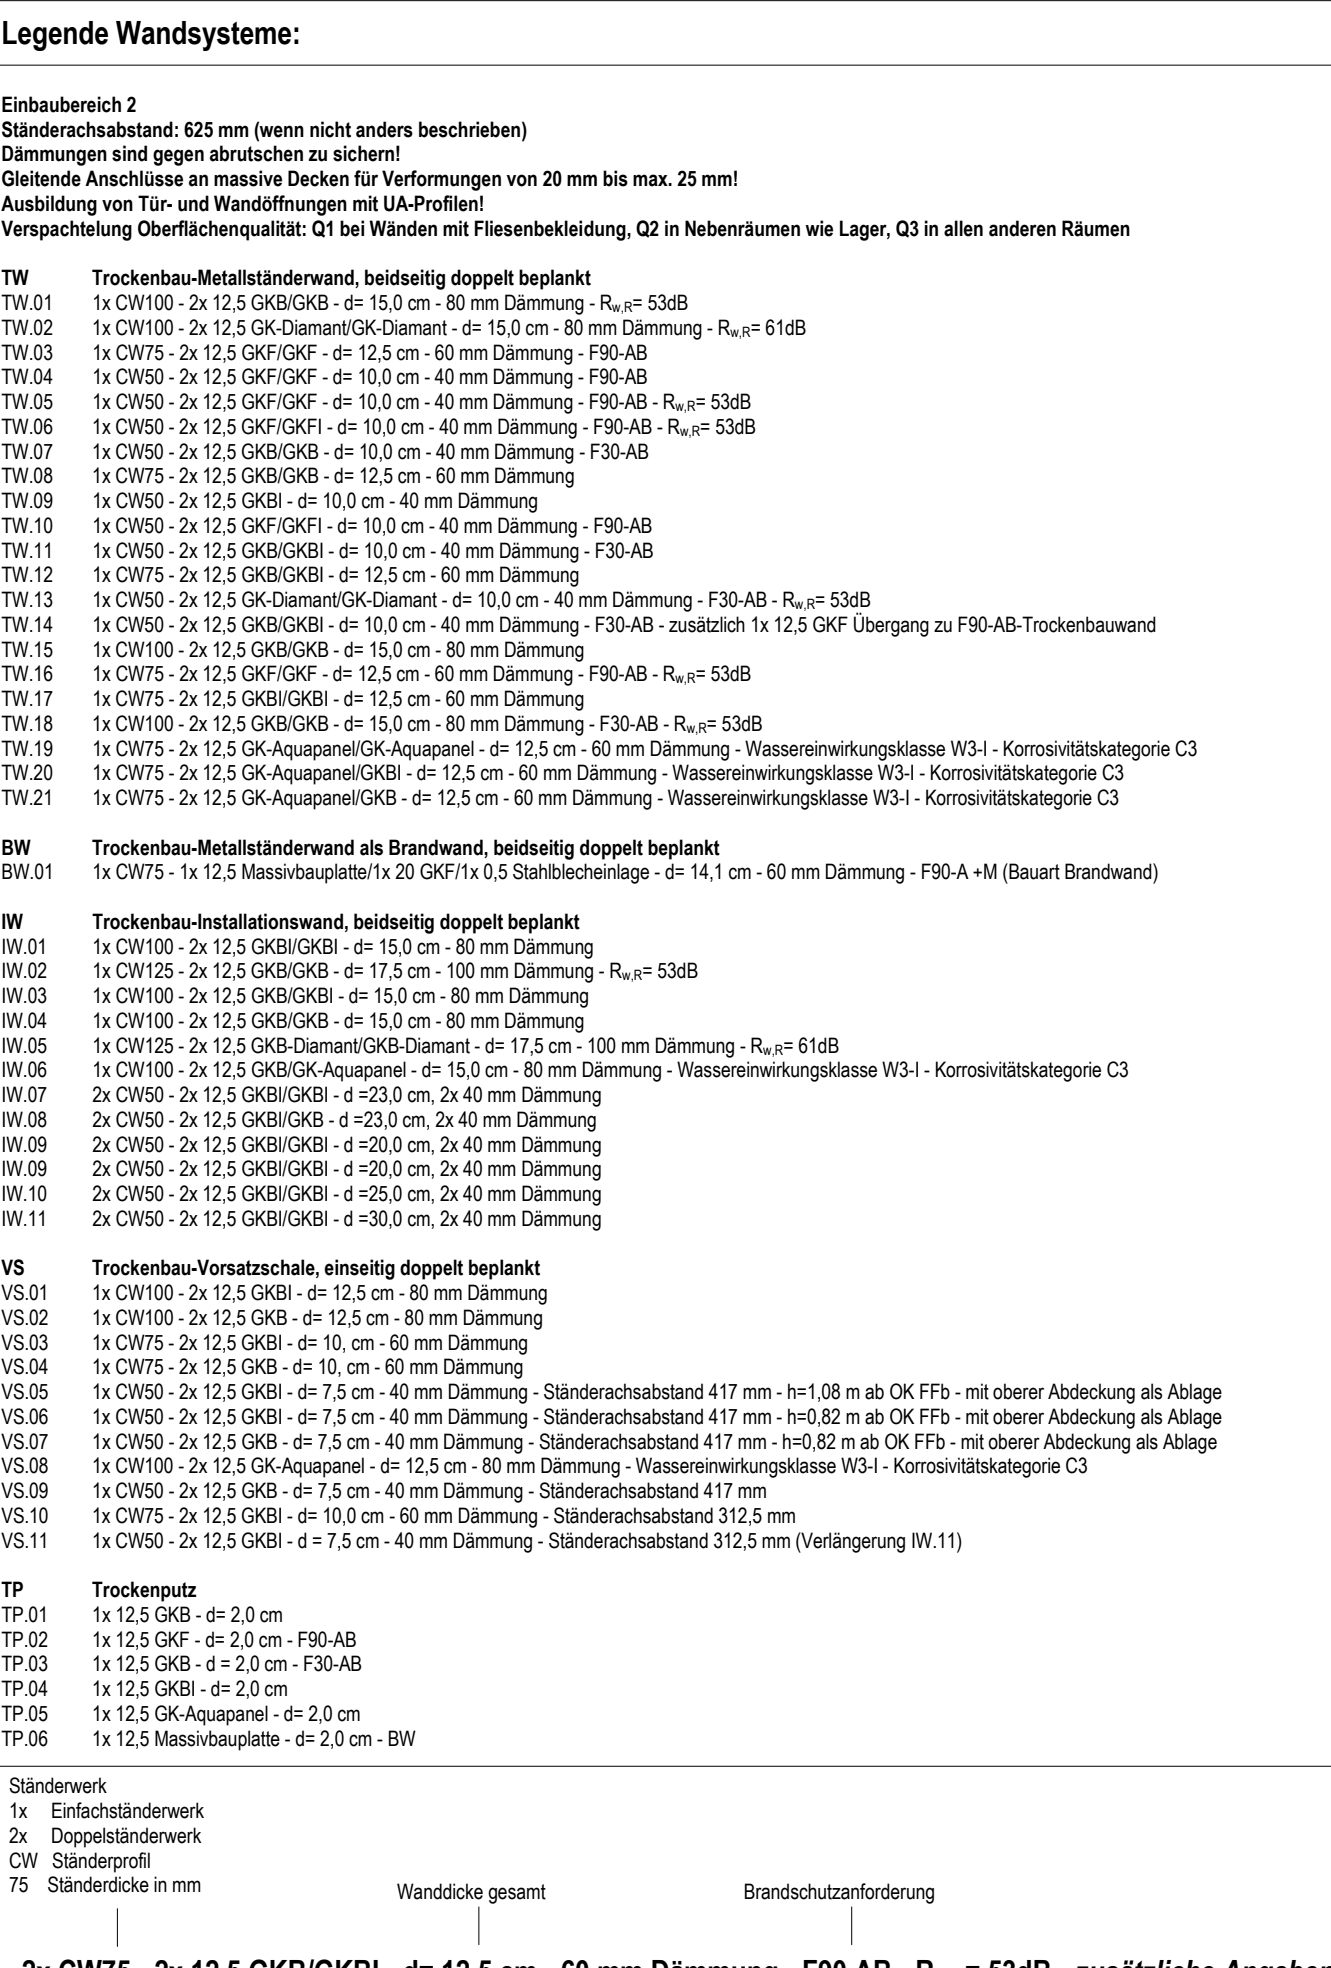 Legende Wandsysteme:
Einbaubereich 2
Ständerachsabstand: 625 mm (wenn nicht anders beschrieben)
Dämmungen sind gegen abrutschen zu sichern!
Gleitende Anschlüsse an massive Decken für Verformungen von 20 mm bis max. 25 mm!
Ausbildung von Tür- und Wandöffnungen mit UA-Profilen!
Verspachtelung Oberflächenqualität: Q1 bei Wänden mit Fliesenbekleidung, Q2 in Nebenräumen wie Lager, Q3 in allen anderen Räumen
TW Trockenbau-Metallständerwand, beidseitig doppelt beplankt
TW.01 1x CW100 - 2x 12,5 GKB/GKB - d= 15,0 cm - 80 mm Dämmung - Rw,R= 53dB
TW.02 1x CW100 - 2x 12,5 GK-Diamant/GK-Diamant - d= 15,0 cm - 80 mm Dämmung - Rw,R= 61dB
TW.03 1x CW75 - 2x 12,5 GKF/GKF - d= 12,5 cm - 60 mm Dämmung - F90-AB
TW.04 1x CW50 - 2x 12,5 GKF/GKF - d= 10,0 cm - 40 mm Dämmung - F90-AB
TW.05 1x CW50 - 2x 12,5 GKF/GKF - d= 10,0 cm - 40 mm Dämmung - F90-AB - Rw,R= 53dB
TW.06 1x CW50 - 2x 12,5 GKF/GKFI - d= 10,0 cm - 40 mm Dämmung - F90-AB - Rw,R= 53dB
TW.07 1x CW50 - 2x 12,5 GKB/GKB - d= 10,0 cm - 40 mm Dämmung - F30-AB
TW.08 1x CW75 - 2x 12,5 GKB/GKB - d= 12,5 cm - 60 mm Dämmung
TW.09 1x CW50 - 2x 12,5 GKBI - d= 10,0 cm - 40 mm Dämmung
TW.10 1x CW50 - 2x 12,5 GKF/GKFI - d= 10,0 cm - 40 mm Dämmung - F90-AB
TW.11 1x CW50 - 2x 12,5 GKB/GKBI - d= 10,0 cm - 40 mm Dämmung - F30-AB
TW.12 1x CW75 - 2x 12,5 GKB/GKBI - d= 12,5 cm - 60 mm Dämmung
TW.13 1x CW50 - 2x 12,5 GK-Diamant/GK-Diamant - d= 10,0 cm - 40 mm Dämmung - F30-AB - Rw,R= 53dB
TW.14 1x CW50 - 2x 12,5 GKB/GKBI - d= 10,0 cm - 40 mm Dämmung - F30-AB - zusätzlich 1x 12,5 GKF Übergang zu F90-AB-Trockenbauwand
TW.15 1x CW100 - 2x 12,5 GKB/GKB - d= 15,0 cm - 80 mm Dämmung
TW.16 1x CW75 - 2x 12,5 GKF/GKF - d= 12,5 cm - 60 mm Dämmung - F90-AB - Rw,R= 53dB
TW.17 1x CW75 - 2x 12,5 GKBI/GKBI - d= 12,5 cm - 60 mm Dämmung
TW.18 1x CW100 - 2x 12,5 GKB/GKB - d= 15,0 cm - 80 mm Dämmung - F30-AB - Rw,R= 53dB
TW.19 1x CW75 - 2x 12,5 GK-Aquapanel/GK-Aquapanel - d= 12,5 cm - 60 mm Dämmung - Wassereinwirkungsklasse W3-I - Korrosivitätskategorie C3
TW.20 1x CW75 - 2x 12,5 GK-Aquapanel/GKBI - d= 12,5 cm - 60 mm Dämmung - Wassereinwirkungsklasse W3-I - Korrosivitätskategorie C3
TW.21 1x CW75 - 2x 12,5 GK-Aquapanel/GKB - d= 12,5 cm - 60 mm Dämmung - Wassereinwirkungsklasse W3-I - Korrosivitätskategorie C3
BW Trockenbau-Metallständerwand als Brandwand, beidseitig doppelt beplankt
BW.01 1x CW75 - 1x 12,5 Massivbauplatte/1x 20 GKF/1x 0,5 Stahlblecheinlage - d= 14,1 cm - 60 mm Dämmung - F90-A +M (Bauart Brandwand)
IW Trockenbau-Installationswand, beidseitig doppelt beplankt
IW.01 1x CW100 - 2x 12,5 GKBI/GKBI - d= 15,0 cm - 80 mm Dämmung
IW.02 1x CW125 - 2x 12,5 GKB/GKB - d= 17,5 cm - 100 mm Dämmung - Rw,R= 53dB
IW.03 1x CW100 - 2x 12,5 GKB/GKBI - d= 15,0 cm - 80 mm Dämmung
IW.04 1x CW100 - 2x 12,5 GKB/GKB - d= 15,0 cm - 80 mm Dämmung
IW.05 1x CW125 - 2x 12,5 GKB-Diamant/GKB-Diamant - d= 17,5 cm - 100 mm Dämmung - Rw,R= 61dB
IW.06 1x CW100 - 2x 12,5 GKB/GK-Aquapanel - d= 15,0 cm - 80 mm Dämmung - Wassereinwirkungsklasse W3-I - Korrosivitätskategorie C3
IW.07 2x CW50 - 2x 12,5 GKBI/GKBI - d =23,0 cm, 2x 40 mm Dämmung
IW.08 2x CW50 - 2x 12,5 GKBI/GKB - d =23,0 cm, 2x 40 mm Dämmung
IW.09 2x CW50 - 2x 12,5 GKBI/GKBI - d =20,0 cm, 2x 40 mm Dämmung
IW.09 2x CW50 - 2x 12,5 GKBI/GKBI - d =20,0 cm, 2x 40 mm Dämmung
IW.10 2x CW50 - 2x 12,5 GKBI/GKBI - d =25,0 cm, 2x 40 mm Dämmung
IW.11 2x CW50 - 2x 12,5 GKBI/GKBI - d =30,0 cm, 2x 40 mm Dämmung
VS Trockenbau-Vorsatzschale, einseitig doppelt beplankt
VS.01 1x CW100 - 2x 12,5 GKBI - d= 12,5 cm - 80 mm Dämmung
VS.02 1x CW100 - 2x 12,5 GKB - d= 12,5 cm - 80 mm Dämmung
VS.03 1x CW75 - 2x 12,5 GKBI - d= 10, cm - 60 mm Dämmung
VS.04 1x CW75 - 2x 12,5 GKB - d= 10, cm - 60 mm Dämmung
VS.05 1x CW50 - 2x 12,5 GKBI - d= 7,5 cm - 40 mm Dämmung - Ständerachsabstand 417 mm - h=1,08 m ab OK FFb - mit oberer Abdeckung als Ablage
VS.06 1x CW50 - 2x 12,5 GKBI - d= 7,5 cm - 40 mm Dämmung - Ständerachsabstand 417 mm - h=0,82 m ab OK FFb - mit oberer Abdeckung als Ablage
VS.07 1x CW50 - 2x 12,5 GKB - d= 7,5 cm - 40 mm Dämmung - Ständerachsabstand 417 mm - h=0,82 m ab OK FFb - mit oberer Abdeckung als Ablage
VS.08 1x CW100 - 2x 12,5 GK-Aquapanel - d= 12,5 cm - 80 mm Dämmung - Wassereinwirkungsklasse W3-I - Korrosivitätskategorie C3
VS.09 1x CW50 - 2x 12,5 GKB - d= 7,5 cm - 40 mm Dämmung - Ständerachsabstand 417 mm
VS.10 1x CW75 - 2x 12,5 GKBI - d= 10,0 cm - 60 mm Dämmung - Ständerachsabstand 312,5 mm
VS.11 1x CW50 - 2x 12,5 GKBI - d = 7,5 cm - 40 mm Dämmung - Ständerachsabstand 312,5 mm (Verlängerung IW.11)
TP Trockenputz
TP.01 1x 12,5 GKB - d= 2,0 cm
TP.02 1x 12,5 GKF - d= 2,0 cm - F90-AB
TP.03 1x 12,5 GKB - d = 2,0 cm - F30-AB
TP.04 1x 12,5 GKBI - d= 2,0 cm
TP.05 1x 12,5 GK-Aquapanel - d= 2,0 cm
TP.06 1x 12,5 Massivbauplatte - d= 2,0 cm - BW
Ständerwerk
1x Einfachständerwerk
2x Doppelständerwerk
CW Ständerprofil
75 Ständerdicke in mm
Wanddicke gesamt
Brandschutzanforderung
2x CW75 - 2x 12,5 GKB/GKBI - d= 12,5 cm - 60 mm Dämmung - F90-AB - R = 53dB - zusätzliche Angaben